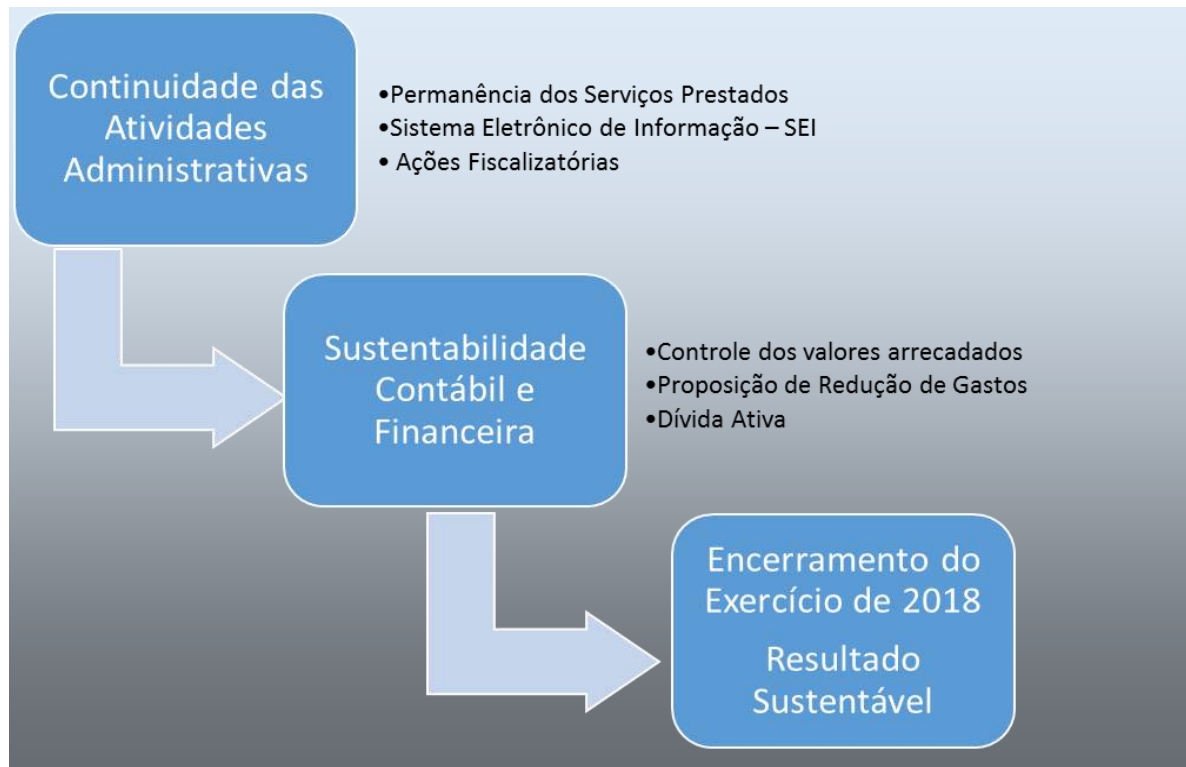 Continuidade das
Atividades
Administrativas
•Permanência dos Serviços Prestados
•Sistema Eletrônico de Informação – SEI
• Ações Fiscalizatórias
Sustentabilidade
Contábil e
Financeira
•Controle dos valores arrecadados
•Proposição de Redução de Gastos
•Dívida Ativa
Encerramento do
Exercício de 2018
Resultado
Sustentável